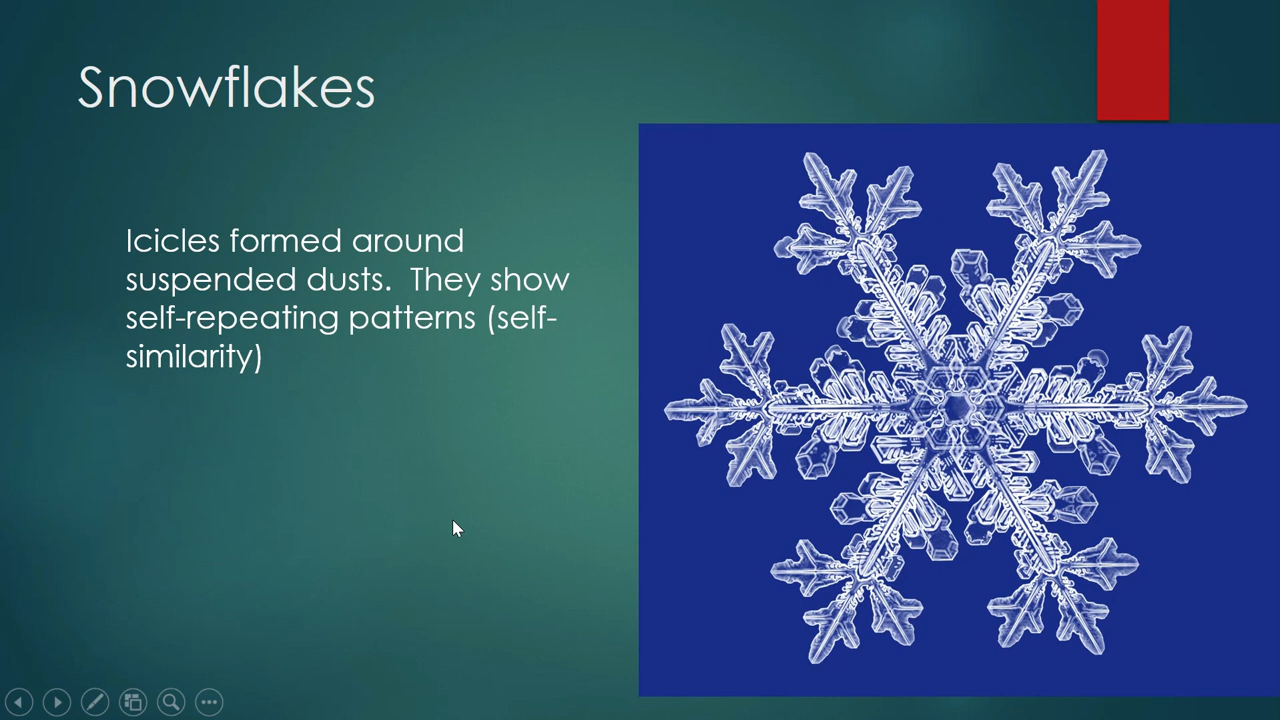 Snowflakes
Icicles formed around
suspended dusts.  They show
self-repeating patterns (self-
similarity)